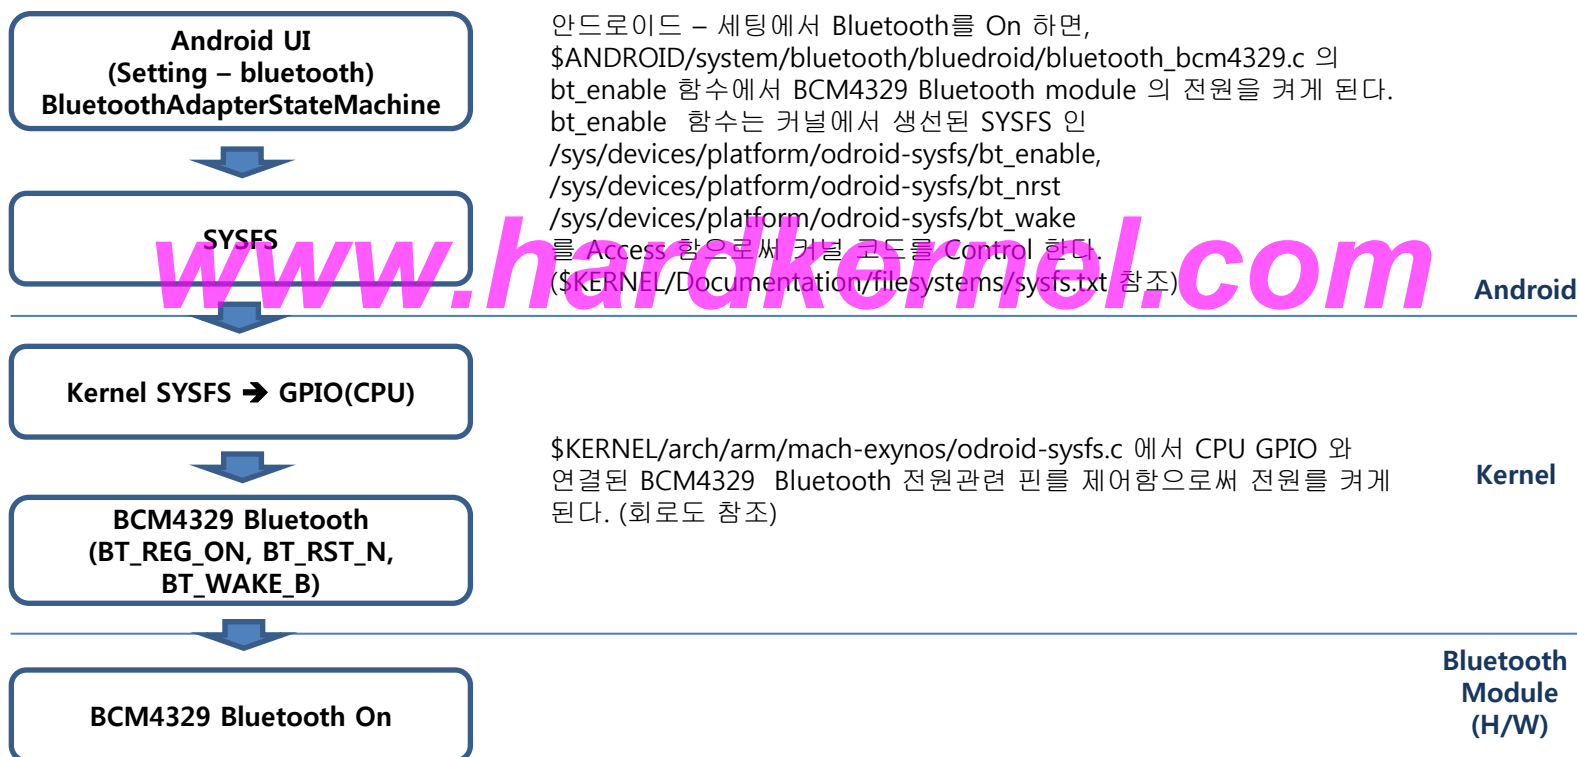 Android UI
(Setting – bluetooth)
BluetoothAdapterStateMachine
안드로이드 – 세팅에서 Bluetooth를 On 하면,
$ANDROID/system/bluetooth/bluedroid/bluetooth_bcm4329.c 의
bt_enable 함수에서 BCM4329 Bluetooth module 의 전원을 켜게 된다.
bt_enable 함수는 커널에서 생선된 SYSFS 인
/sys/devices/platform/odroid-sysfs/bt_enable,
/sys/devices/platform/odroid-sysfs/bt_nrst
/sys/devices/platform/odroid-sysfs/bt_wake
를 Access 함으로써 커널 코드를 Control 한다.
($KERNEL/Documentation/filesystems/sysfs.txt 참조)
SYSFS
www.hardkernel.com
Android
Kernel SYSFS ➔ GPIO(CPU)
$KERNEL/arch/arm/mach-exynos/odroid-sysfs.c 에서 CPU GPIO 와
연결된 BCM4329 Bluetooth 전원관련 핀를 제어함으로써 전원를 켜게
된다. (회로도 참조)
Kernel
BCM4329 Bluetooth
(BT_REG_ON, BT_RST_N,
BT_WAKE_B)
BCM4329 Bluetooth On
Bluetooth
Module
(H/W)